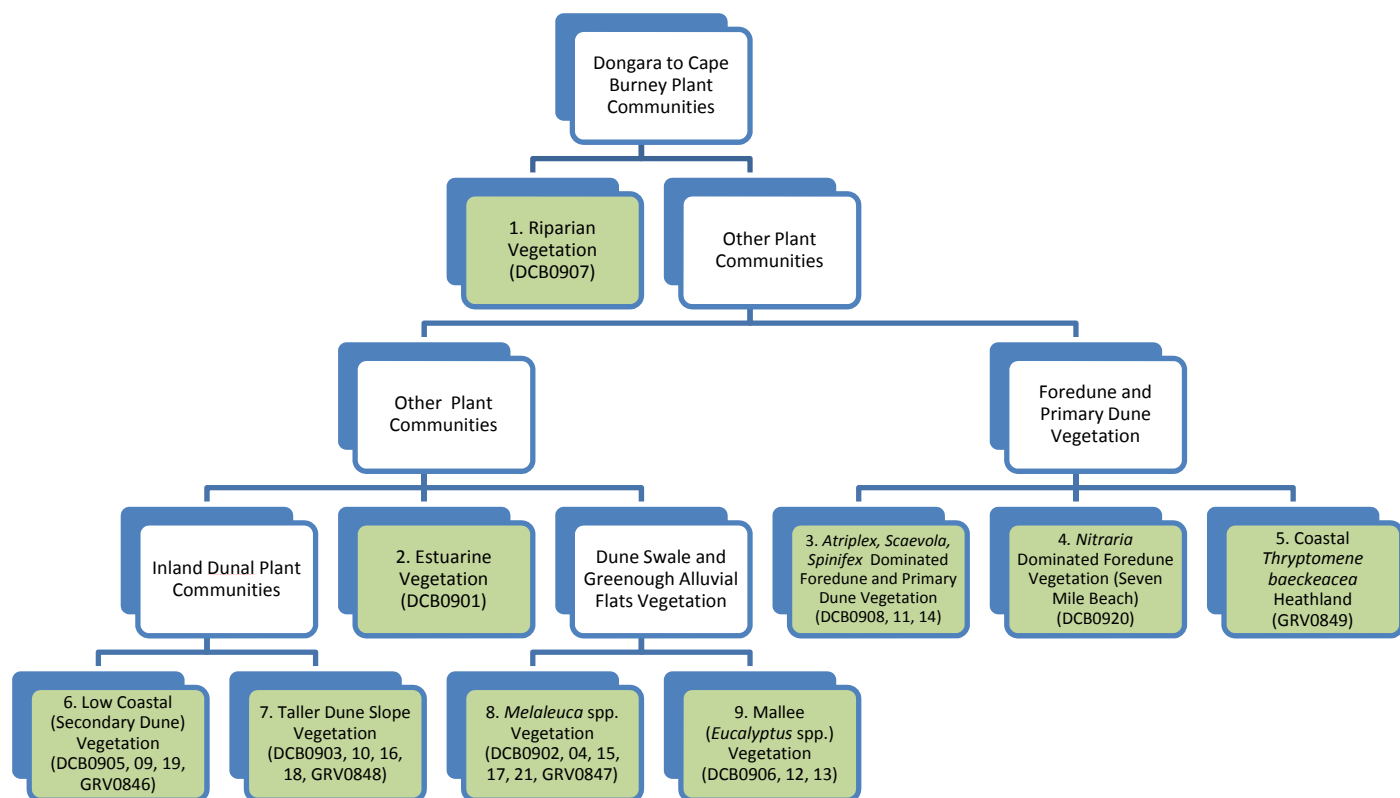 Dongara to Cape
Burney Plant
Communities
1. Riparian
Vegetation
(DCB0907)
Other Plant
Communities
Other Plant
Communities
Foredune and
Primary Dune
Vegetation
Inland Dunal Plant
Communities
2. Estuarine
Vegetation
(DCB0901)
Dune Swale and
Greenough Alluvial
Flats Vegetation
3. Atriplex, Scaevola,
Spinifex Dominated
Foredune and Primary
Dune Vegetation
(DCB0908, 11, 14)
4. Nitraria
Dominated Foredune
Vegetation (Seven
Mile Beach)
(DCB0920)
5. Coastal
Thryptomene
baeckeacea
Heathland
(GRV0849)
6. Low Coastal
(Secondary Dune)
Vegetation
(DCB0905, 09, 19,
GRV0846)
7. Taller Dune Slope
Vegetation
(DCB0903, 10, 16,
18, GRV0848)
8. Melaleuca spp.
Vegetation
(DCB0902, 04, 15,
17, 21, GRV0847)
9. Mallee
(Eucalyptus spp.)
Vegetation
(DCB0906, 12, 13)